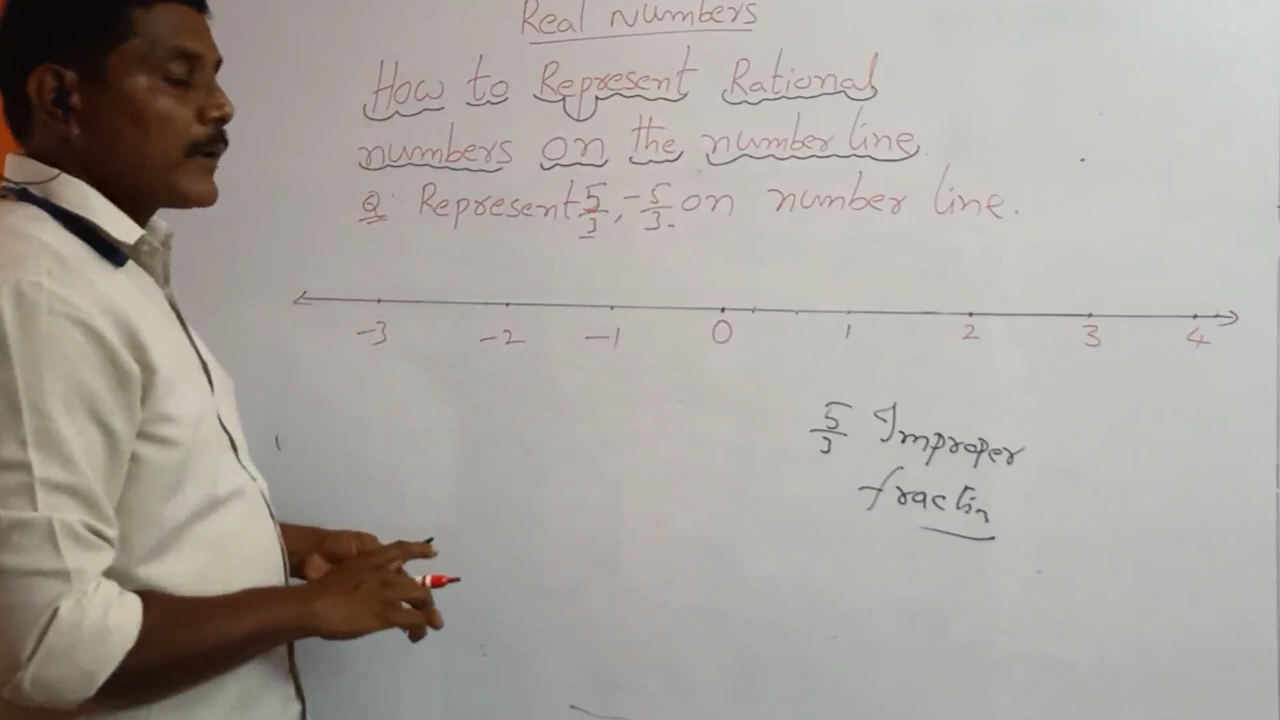 Real Numbers
How to Represent Rational
numbers on the number line
Q. Represent 5/3, -5/3 on number line.
-3 -2 -1 0 1 2 3 4
5/3 Improper
fractin